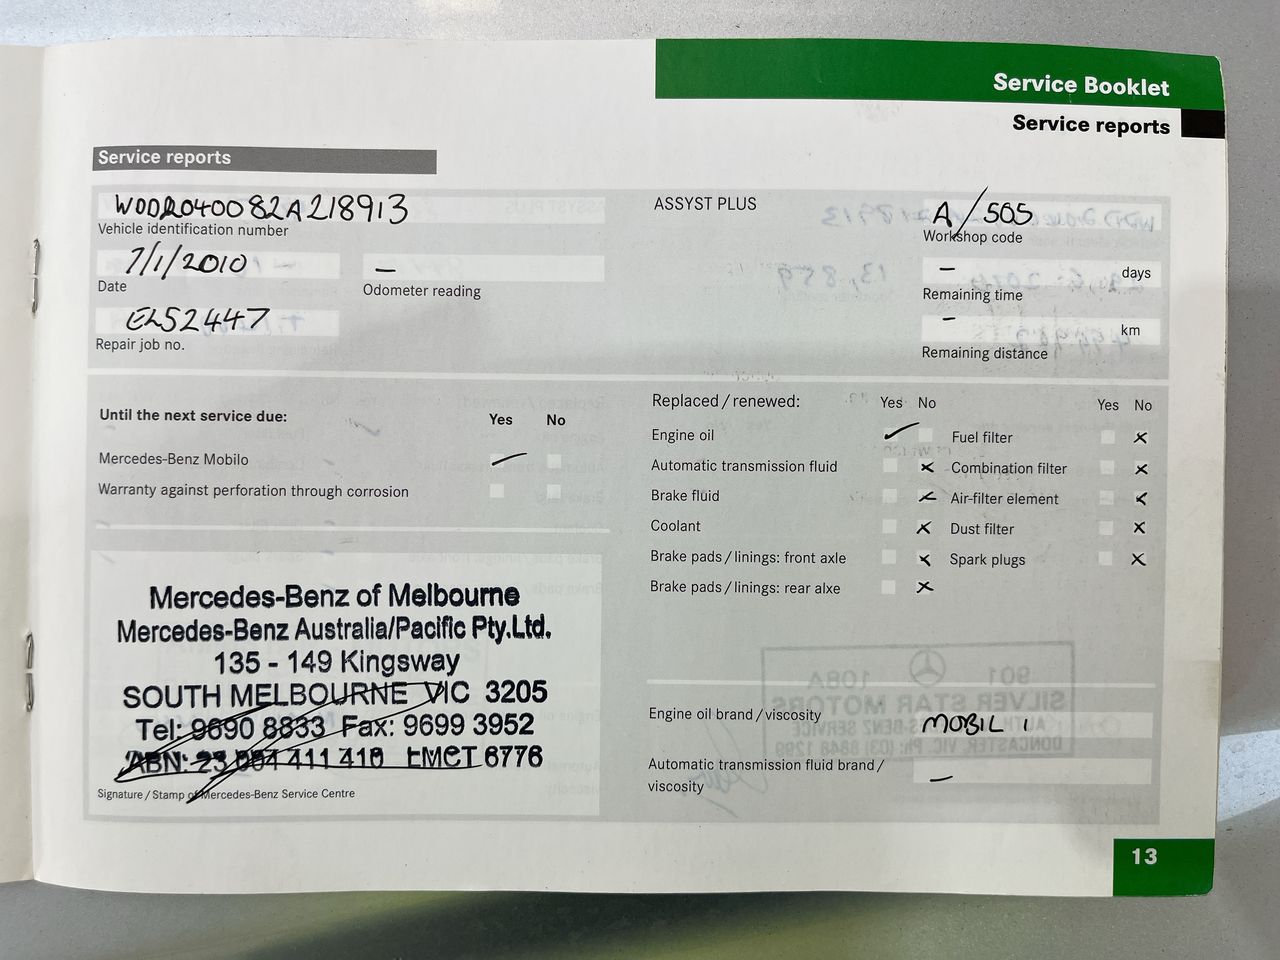 Service Booklet
Service reports
Service reports
WDD2040082A218913
Vehicle identification number
ASSYST PLUS
A/505
Workshop code
7/1/2010
Date
–
Odometer reading
– days
Remaining time
EL52447
Repair job no.
– km
Remaining distance
Until the next service due: Yes No
Mercedes-Benz Mobilo
Warranty against perforation through corrosion
Replaced / renewed: Yes No Yes No
Engine oil Fuel filter
Automatic transmission fluid Combination filter
Brake fluid Air-filter element
Coolant Dust filter
Brake pads / linings: front axle Spark plugs
Brake pads / linings: rear alxe
Mercedes-Benz of Melbourne
Mercedes-Benz Australia/Pacific Pty.Ltd.
135 - 149 Kingsway
SOUTH MELBOURNE VIC 3205
Tel: 9690 8833 Fax: 9699 3952
ABN: 23 004 411 410 LMCT 6776
Signature / Stamp of Mercedes-Benz Service Centre
Engine oil brand / viscosity MOBIL 1
Automatic transmission fluid brand / –
viscosity
13